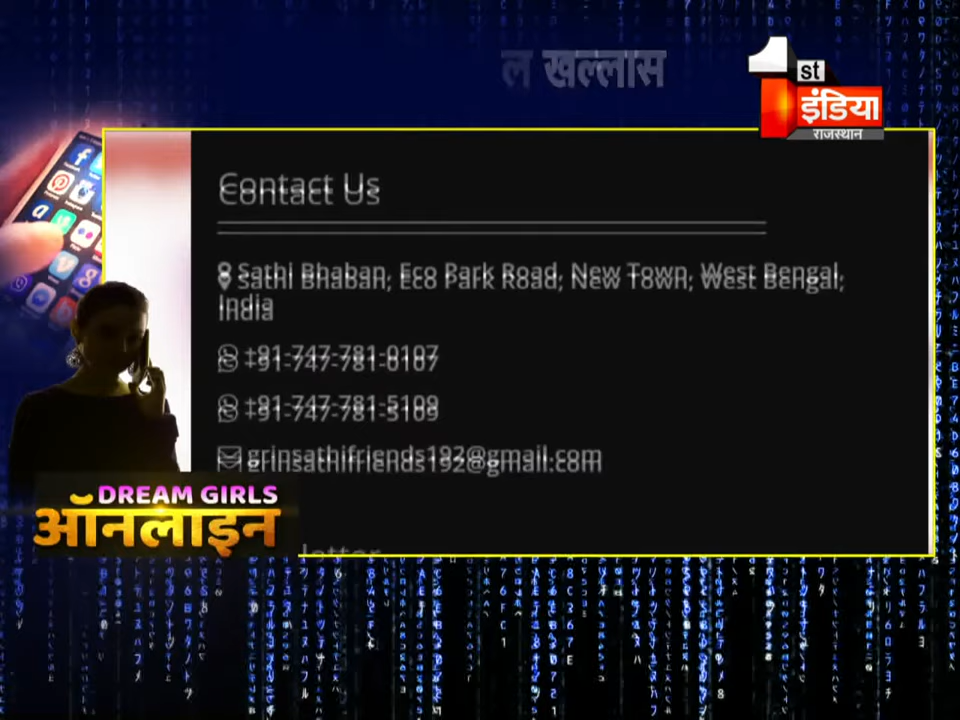 ल खल्लास
1st
इंडिया
राजस्थान
Contact Us
Sathi Bhaban, Eco Park Road, New Town, West Bengal,
India
+91-747-781-0107
+91-747-781-5109
grinsathifriends192@gmail.com
DREAM GIRLS
ऑनलाइन